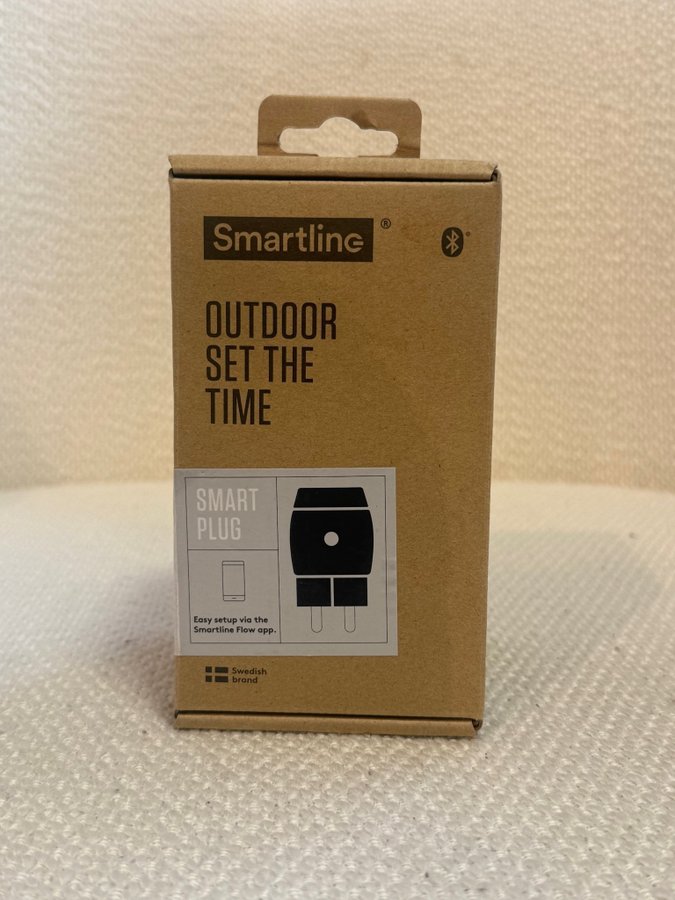 Smartline®
OUTDOOR
SET THE
TIME
SMART
PLUG
Easy setup via the
Smartline Flow app.
Swedish
brand